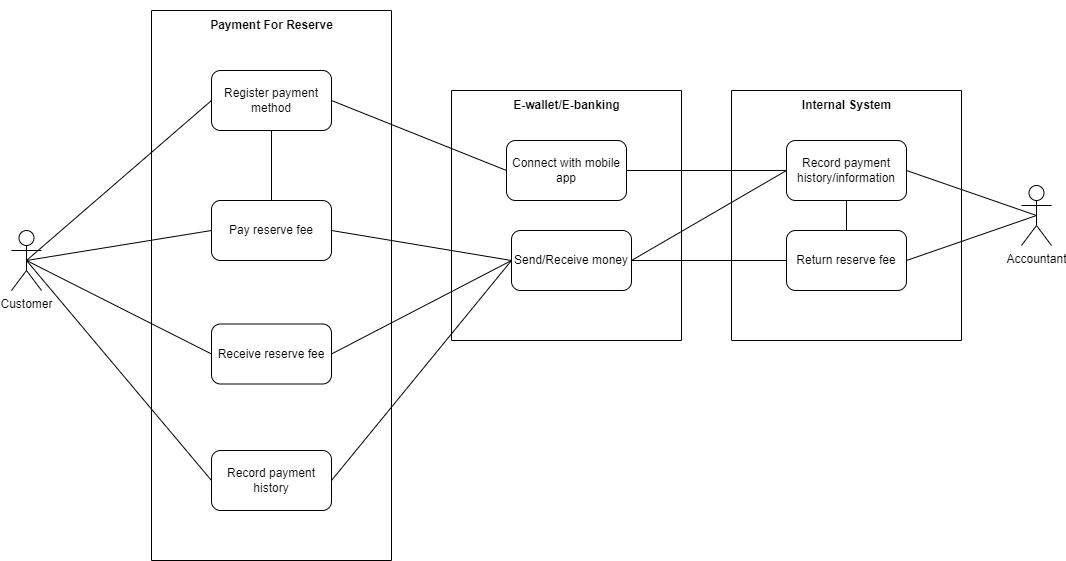 Payment For Reserve
Register payment
method
Pay reserve fee
Receive reserve fee
Record payment
history
Customer
E-wallet/E-banking
Connect with mobile
app
Send/Receive money
Internal System
Record payment
history/information
Return reserve fee
Accountant